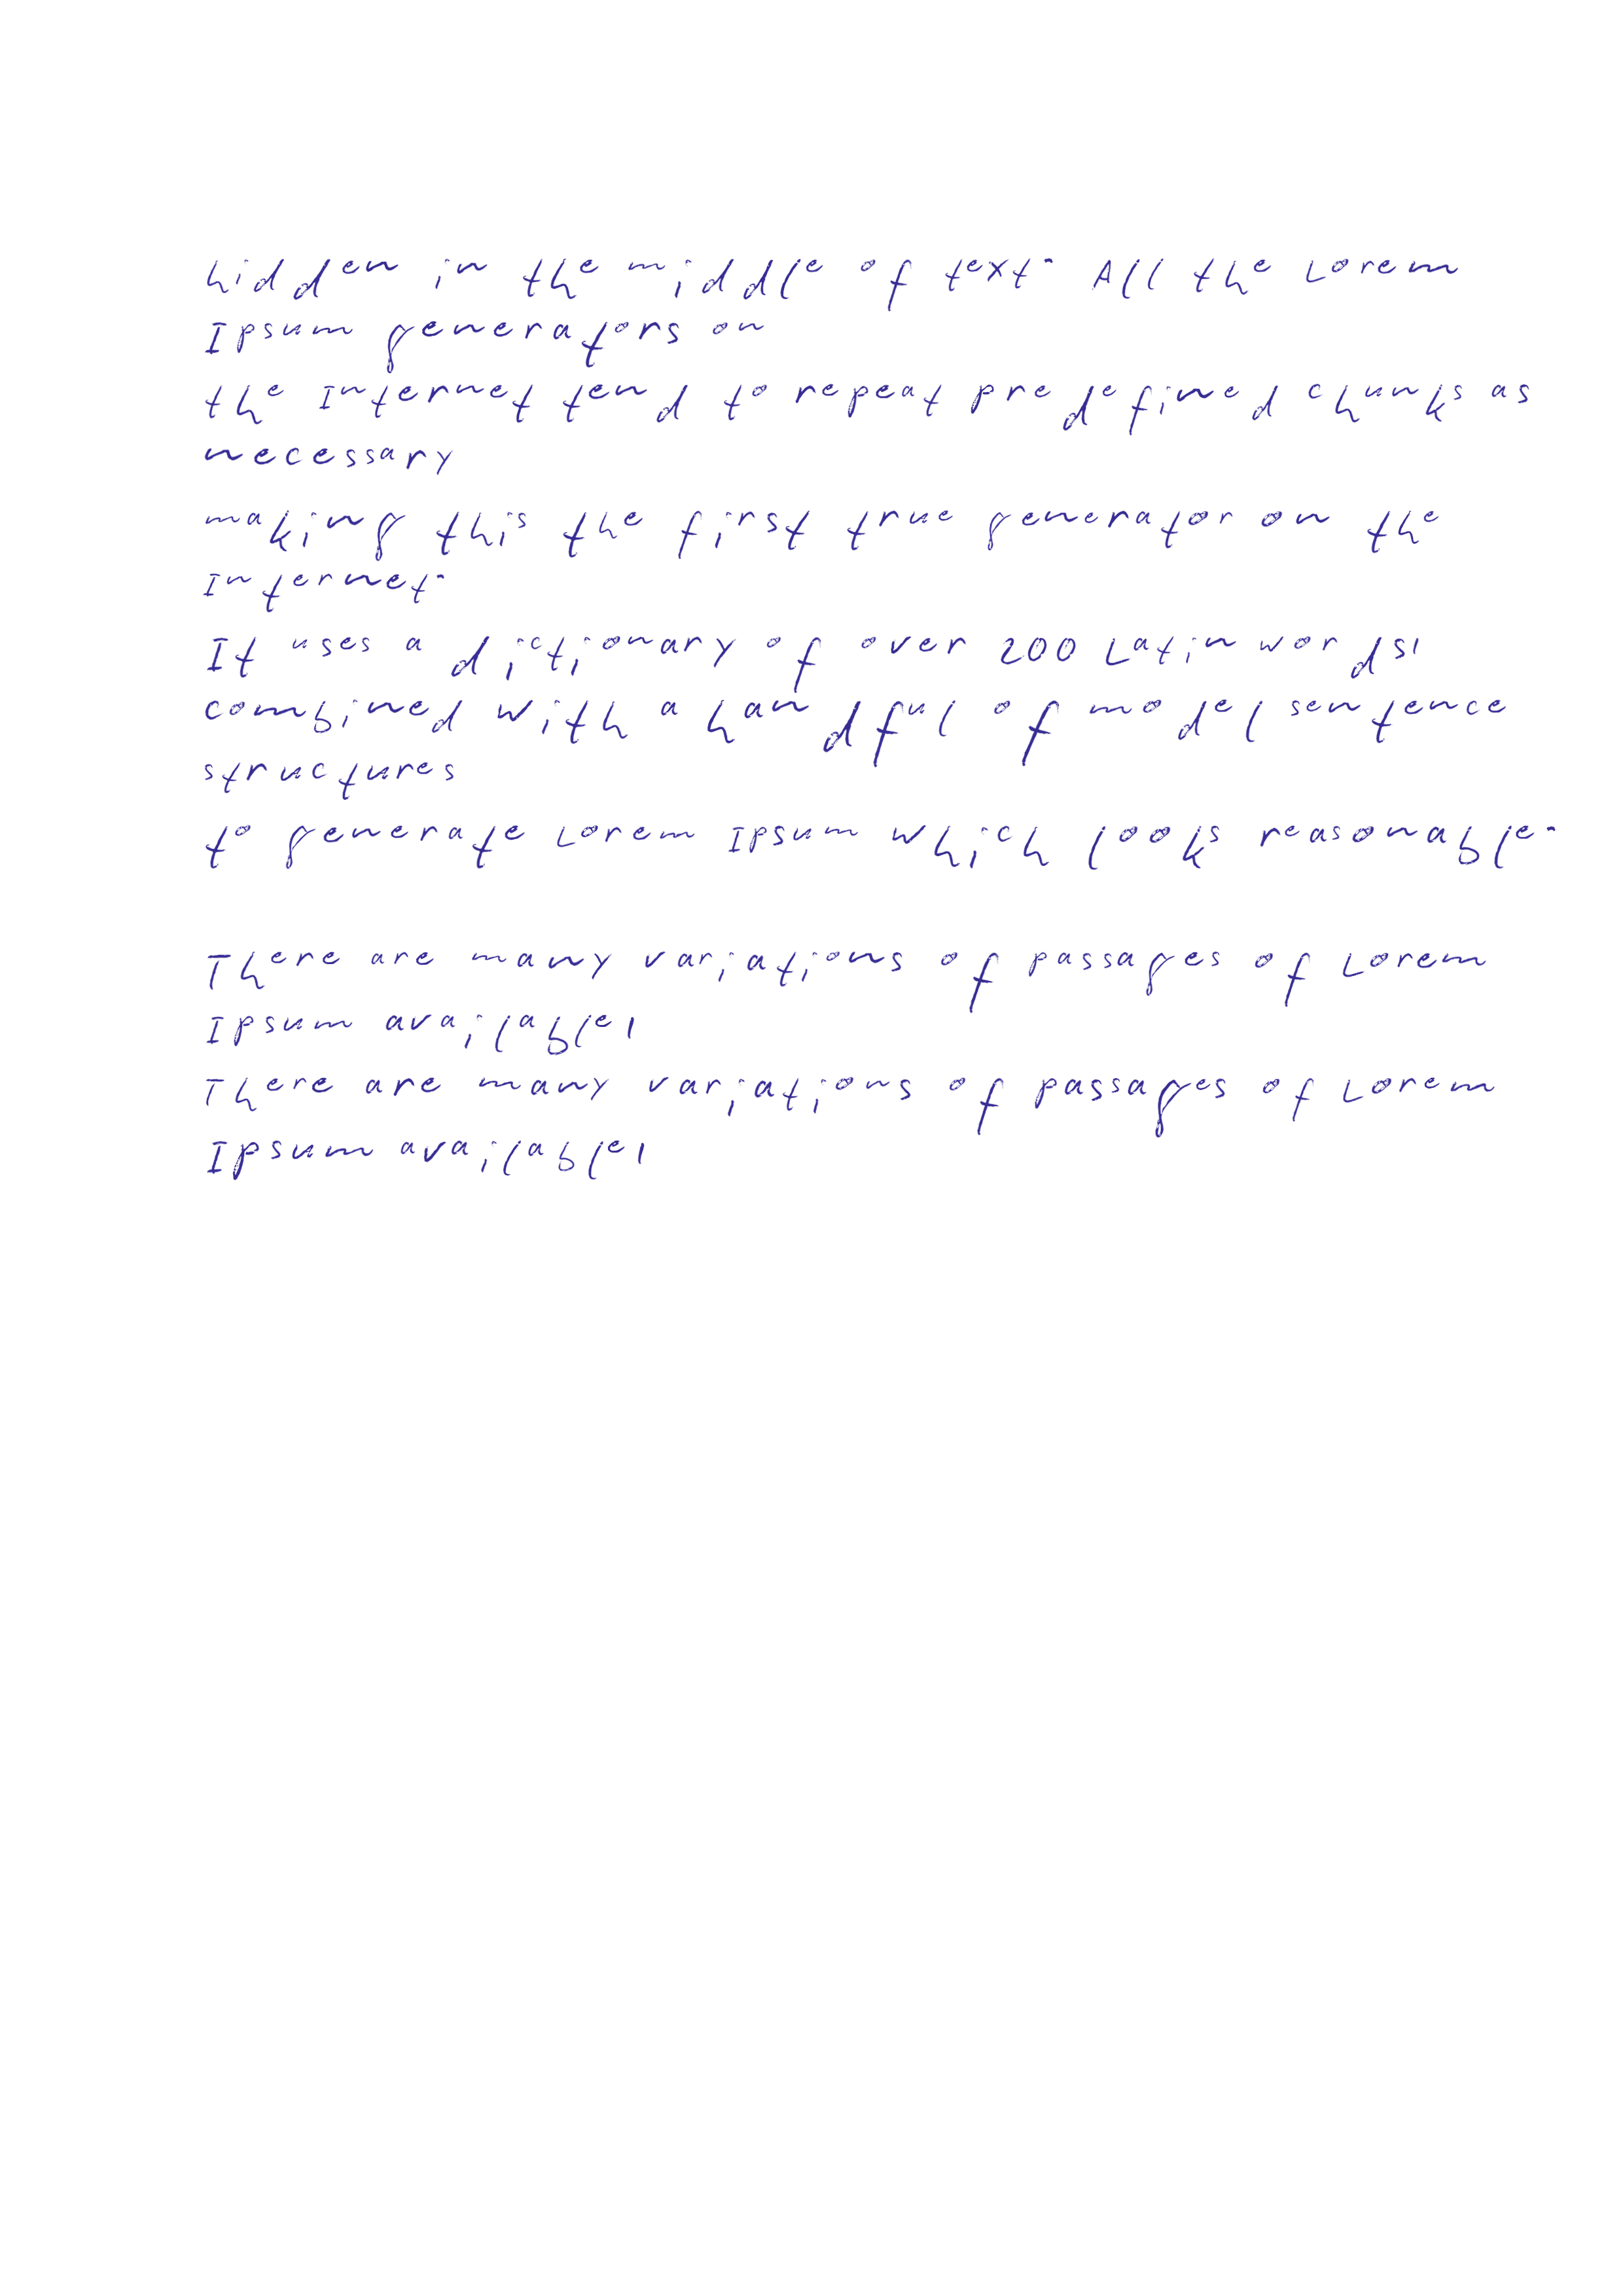 hidden in the middle of text. All the Lorem
Ipsum generators on
the Internet tend to repeat predefined chunks as
necessary
making this the first true generator on the
Internet.
It uses a dictionary of over 200 Latin words,
combined with a handful of model sentence
structures
to generate Lorem Ipsum which looks reasonable.
There are many variations of passages of Lorem
Ipsum available,
There are many variations of passages of Lorem
Ipsum available,